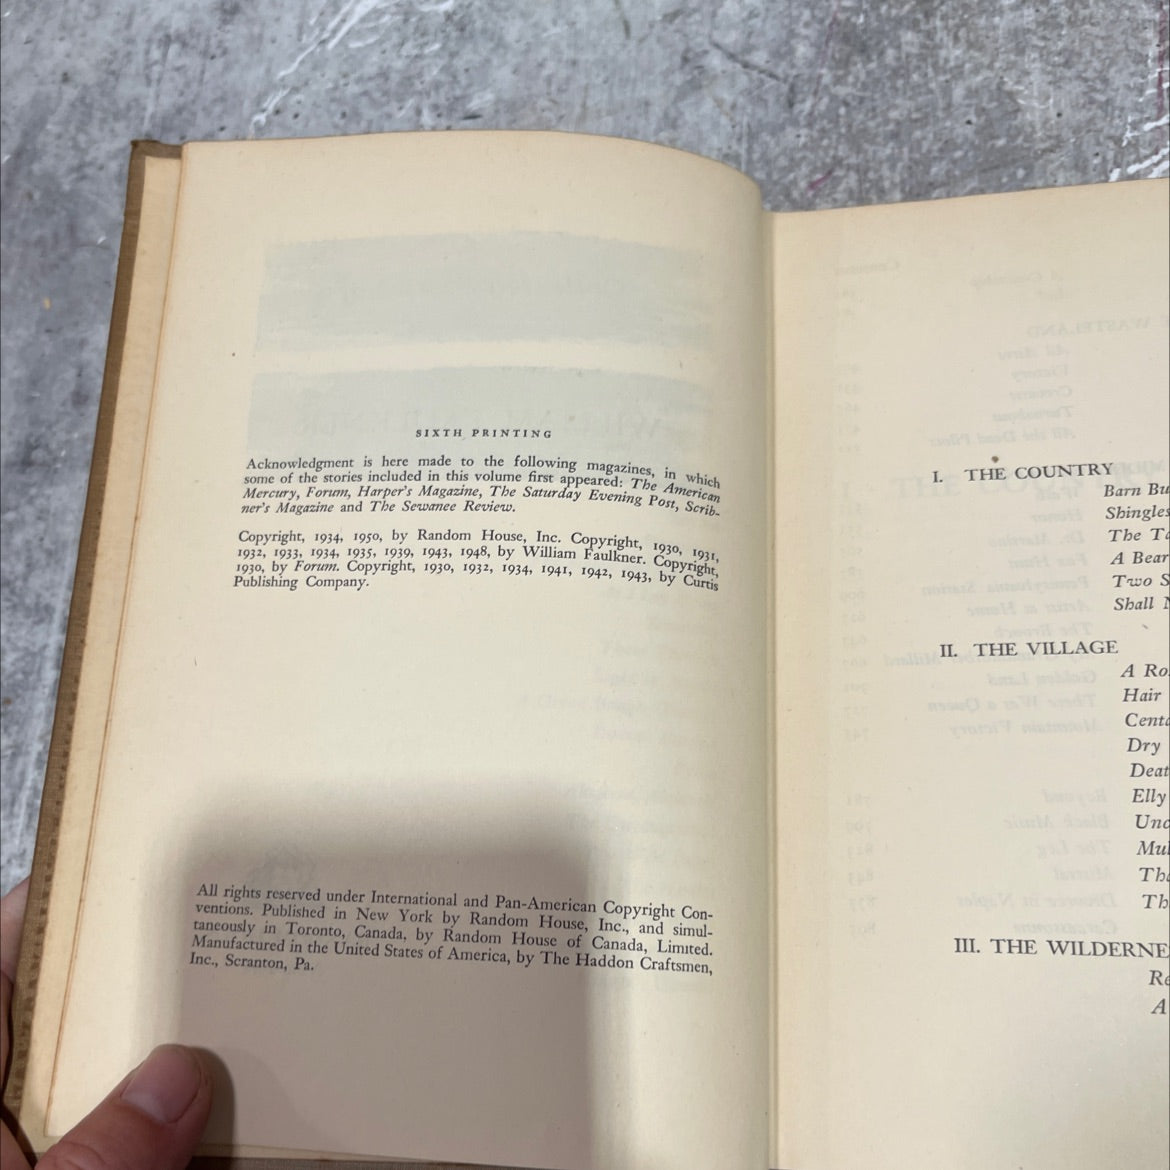 SIXTH PRINTING
Acknowledgment is here made to the following magazines, in which
some of the stories included in this volume first appeared: The American
Mercury, Forum, Harper's Magazine, The Saturday Evening Post, Scrib-
ner's Magazine and The Sewanee Review.
Copyright, 1934, 1950, by Random House, Inc. Copyright, 1930, 1931,
1932, 1933, 1934, 1935, 1939, 1943, 1948, by William Faulkner. Copyright,
1930, by Forum. Copyright, 1930, 1932, 1934, 1941, 1942, 1943, by Curtis
Publishing Company.
All rights reserved under International and Pan-American Copyright Con-
ventions. Published in New York by Random House, Inc., and simul-
taneously in Toronto, Canada, by Random House of Canada, Limited.
Manufactured in the United States of America, by The Haddon Craftsmen,
Inc., Scranton, Pa.
I. THE COUNTRY
Barn Bu
Shingles
The Ta
A Bear
Two S
Shall
II. THE VILLAGE
A Ro
Hair
Centa
Dry
Deat
Elly
Unc
Mul
Tha
Th
III. THE WILDERNE
Re
A